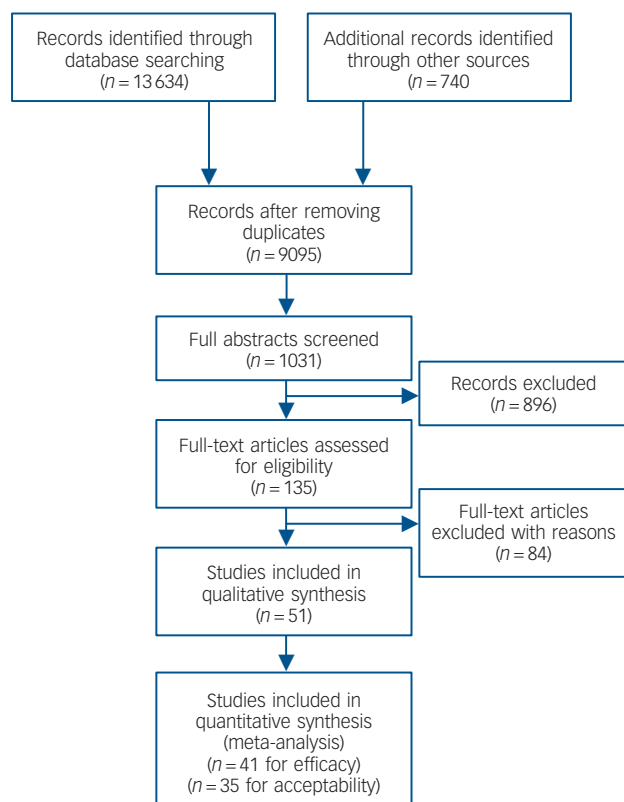 Records identified through
database searching
(n = 13 634)
Additional records identified
through other sources
(n = 740
Records after removing
duplicates
(n = 9095)
Full abstracts screened
(n = 1031)
Records excluded
(n = 896)
Full-text articles assessed
for eligibility
(n = 135)
Full-text articles
excluded with reasons
(n = 84)
Studies included in
qualitative synthesis
(n = 51)
Studies included in
quantitative synthesis
(meta-analysis)
(n = 41 for efficacy)
(n = 35 for acceptability)